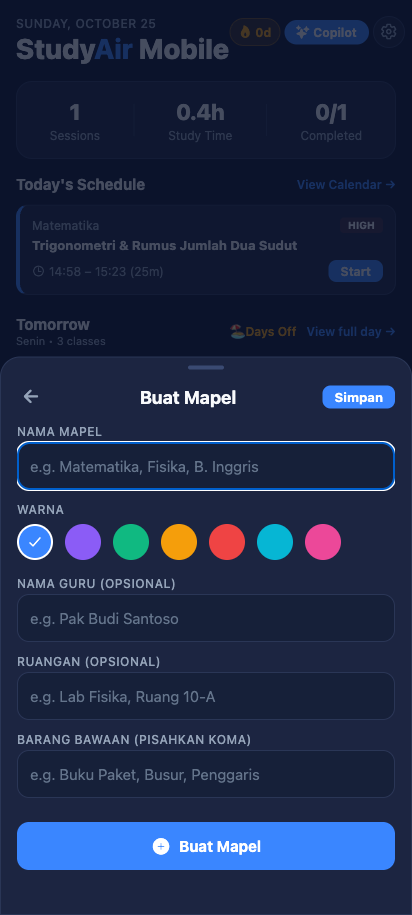 SUNDAY, OCTOBER 25
StudyAir Mobile
0d
Copilot
1
Sessions
0.4h
Study Time
0/1
Completed
Today's Schedule
View Calendar →
Matematika
HIGH
Trigonometri & Rumus Jumlah Dua Sudut
14:58 – 15:23 (25m)
Start
Tomorrow
Senin • 3 classes
🏖️Days Off
View full day →
Buat Mapel
Simpan
NAMA MAPEL
e.g. Matematika, Fisika, B. Inggris
WARNA
NAMA GURU (OPSIONAL)
e.g. Pak Budi Santoso
RUANGAN (OPSIONAL)
e.g. Lab Fisika, Ruang 10-A
BARANG BAWAAN (PISAHKAN KOMA)
e.g. Buku Paket, Busur, Penggaris
Buat Mapel